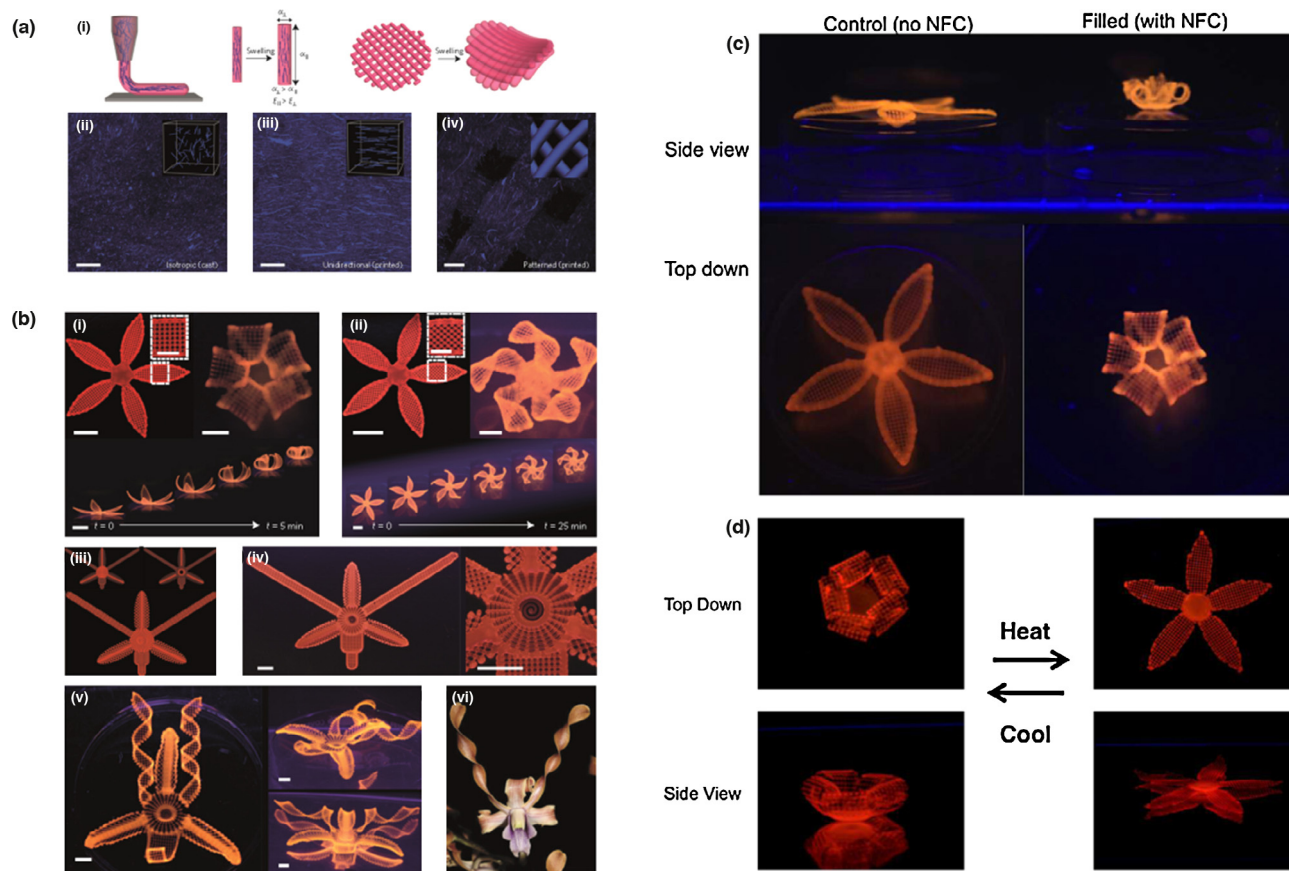 (a)
(i)
Swelling
α⊥
α∥
α⊥ > α∥
E∥ > E⊥
Swelling
(ii)
Isotropic (cast)
(iii)
Unidirectional (printed)
(iv)
Patterned (printed)
(b)
(i)
t = 0
t = 5 min
(ii)
t = 0
t = 25 min
(iii)
(iv)
(v)
(vi)
(c)
Control (no NFC)
Filled (with NFC)
Side view
Top down
(d)
Top Down
Heat
Cool
Side View